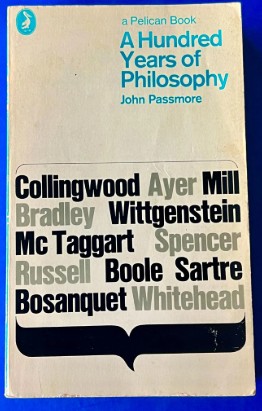 a Pelican Book
A Hundred
Years of
Philosophy
John Passmore
Collingwood Ayer Mill
Bradley Wittgenstein
Mc Taggart Spencer
Russell Boole Sartre
Bosanquet Whitehead